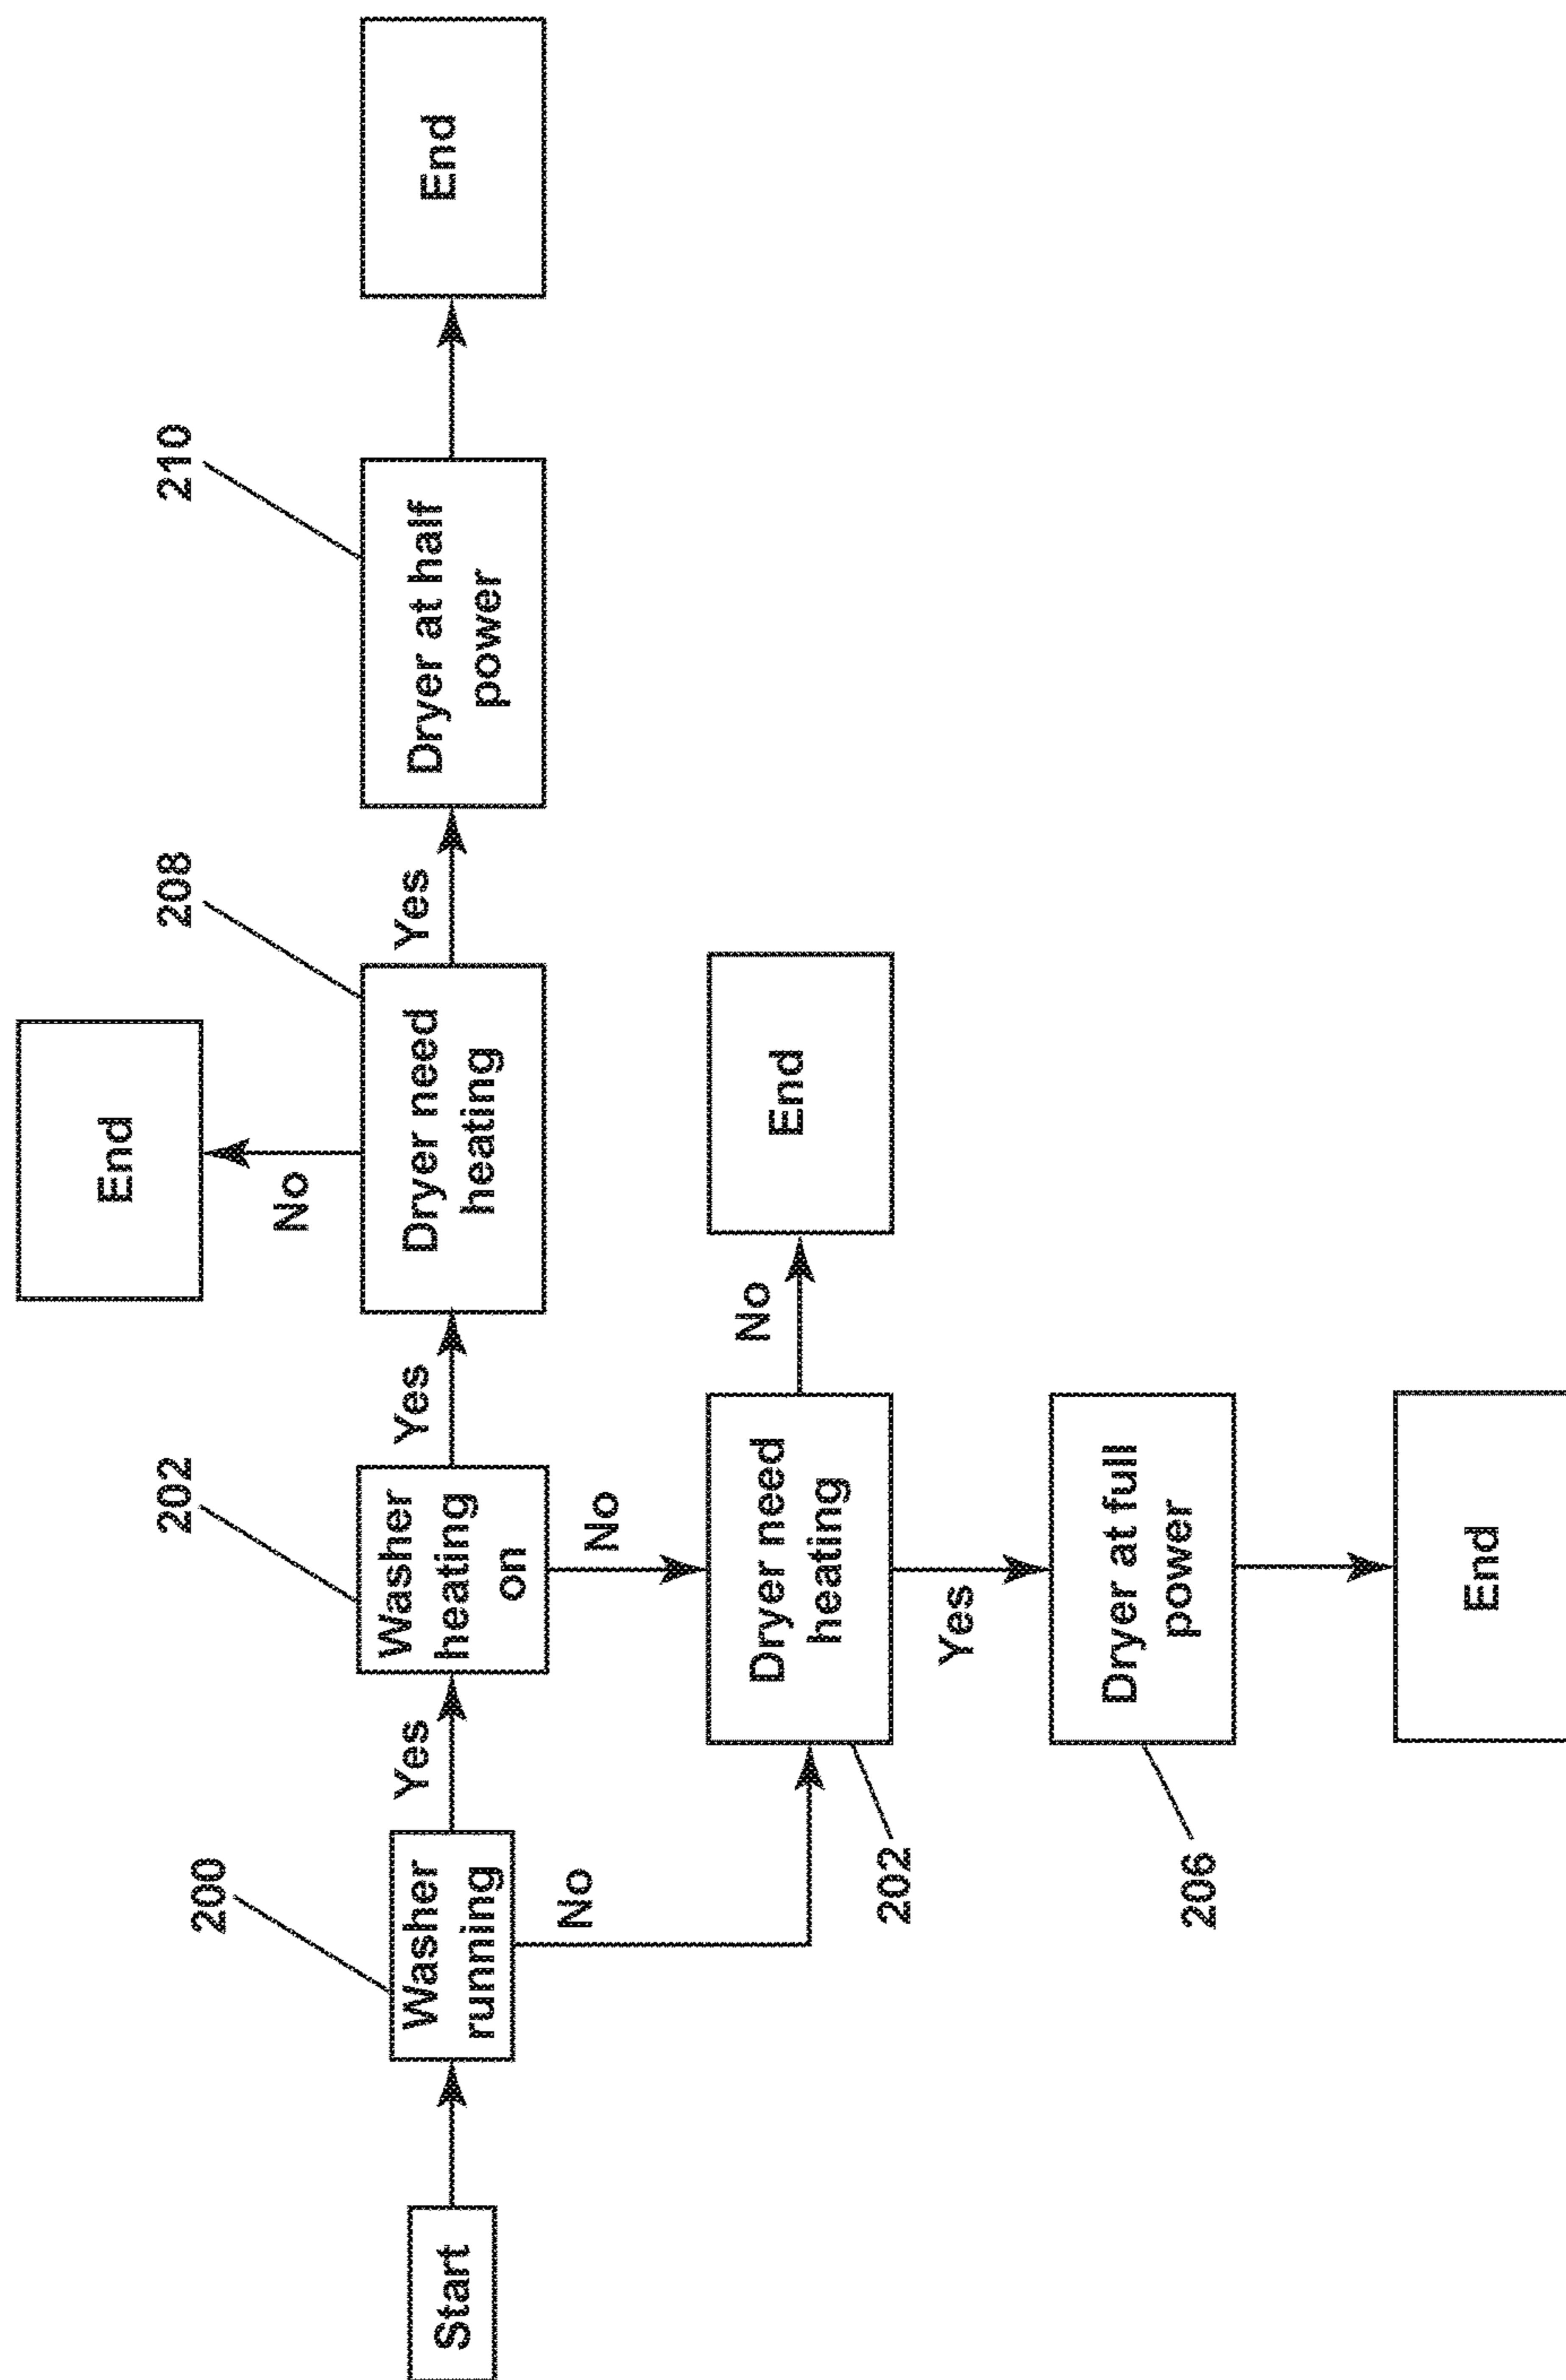 Start
200
Washer
running
Yes
No
202
Washer
heating
on
Yes
No
208
Dryer need
heating
No
End
Yes
210
Dryer at half
power
End
202
Dryer need
heating
No
End
Yes
206
Dryer at full
power
End